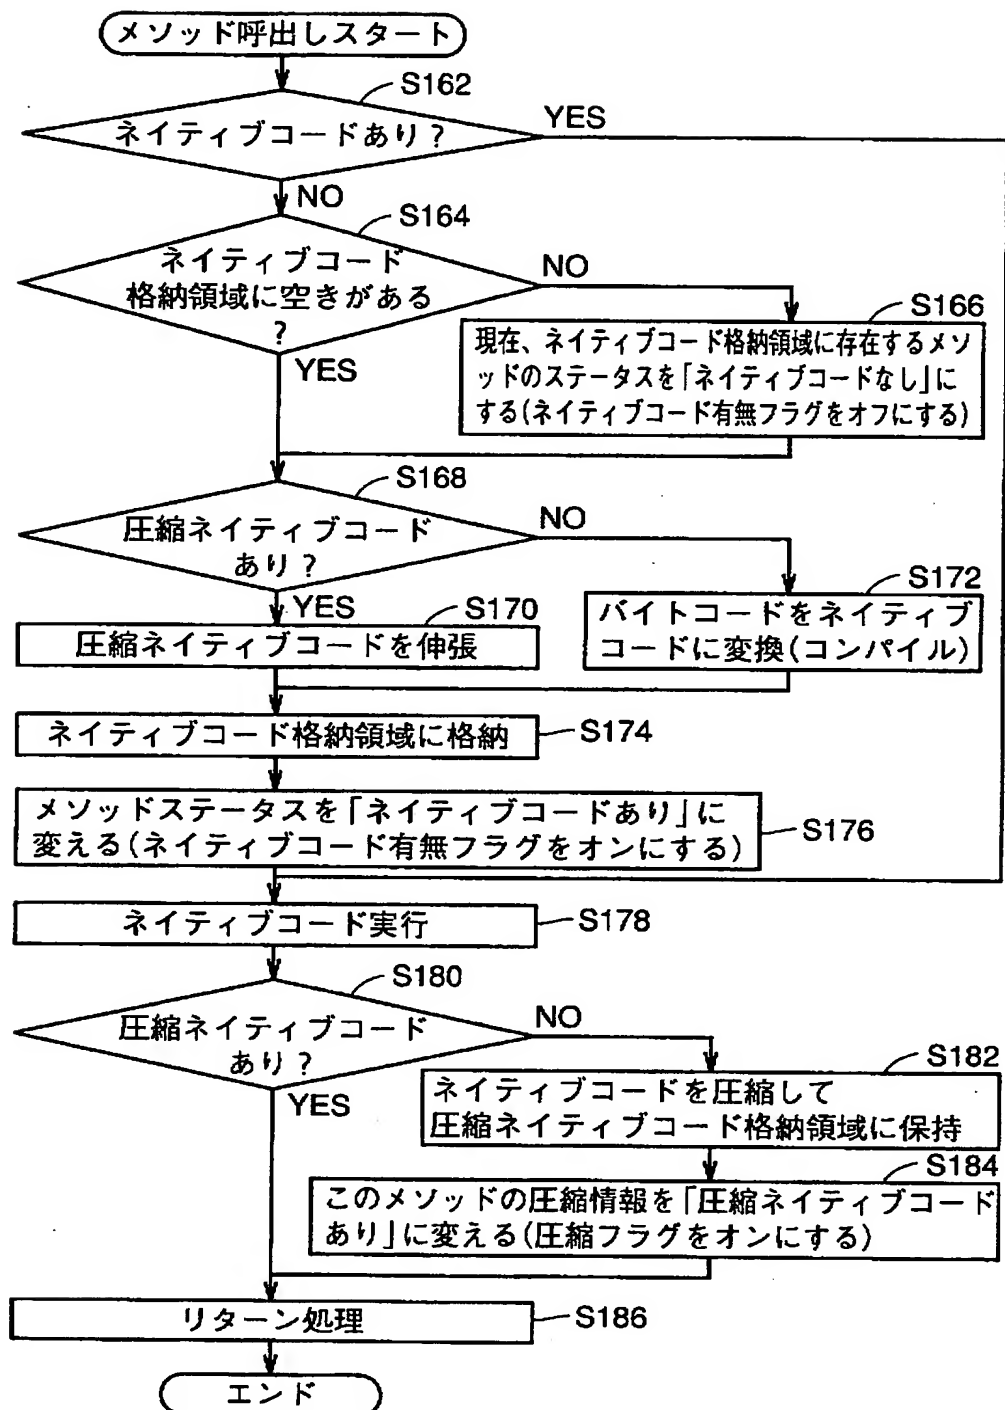 メソッド呼出しスタート
S162
ネイティブコードあり?
YES
NO
S164
ネイティブコード
格納領域に空きがある
?
NO
YES
S166
現在、ネイティブコード格納領域に存在するメ
ソッドのステータスを「ネイティブコードなし」に
する(ネイティブコード有無フラグをオフにする)
S168
圧縮ネイティブコード
あり?
NO
YES
S170
圧縮ネイティブコードを伸張
S172
バイトコードをネイティブ
コードに変換(コンパイル)
ネイティブコード格納領域に格納
S174
メソッドステータスを「ネイティブコードあり」に
変える(ネイティブコード有無フラグをオンにする)
S176
ネイティブコード実行
S178
S180
圧縮ネイティブコード
あり?
NO
YES
S182
ネイティブコードを圧縮して
圧縮ネイティブコード格納領域に保持
S184
このメソッドの圧縮情報を「圧縮ネイティブコード
あり」に変える(圧縮フラグをオンにする)
リターン処理
S186
エンド